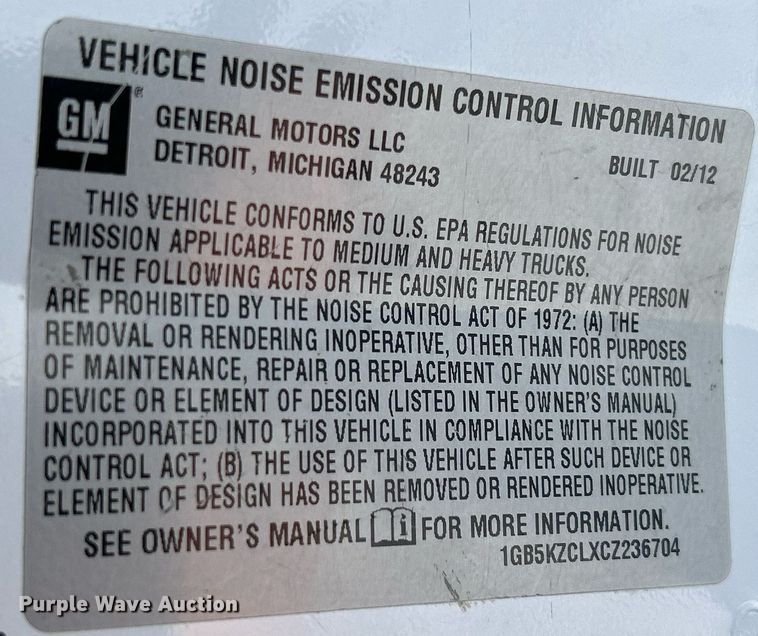 VEHICLE NOISE EMISSION CONTROL INFORMATION
GM®
GENERAL MOTORS LLC
DETROIT, MICHIGAN 48243
BUILT 02/12
THIS VEHICLE CONFORMS TO U.S. EPA REGULATIONS FOR NOISE
EMISSION APPLICABLE TO MEDIUM AND HEAVY TRUCKS.
THE FOLLOWING ACTS OR THE CAUSING THEREOF BY ANY PERSON
ARE PROHIBITED BY THE NOISE CONTROL ACT OF 1972: (A) THE
REMOVAL OR RENDERING INOPERATIVE, OTHER THAN FOR PURPOSES
OF MAINTENANCE, REPAIR OR REPLACEMENT OF ANY NOISE CONTROL
DEVICE OR ELEMENT OF DESIGN (LISTED IN THE OWNER'S MANUAL)
INCORPORATED INTO THIS VEHICLE IN COMPLIANCE WITH THE NOISE
CONTROL ACT; (B) THE USE OF THIS VEHICLE AFTER SUCH DEVICE OR
ELEMENT OF DESIGN HAS BEEN REMOVED OR RENDERED INOPERATIVE.
SEE OWNER'S MANUAL i FOR MORE INFORMATION.
1GB5KZCLXCZ236704
Purple Wave Auction